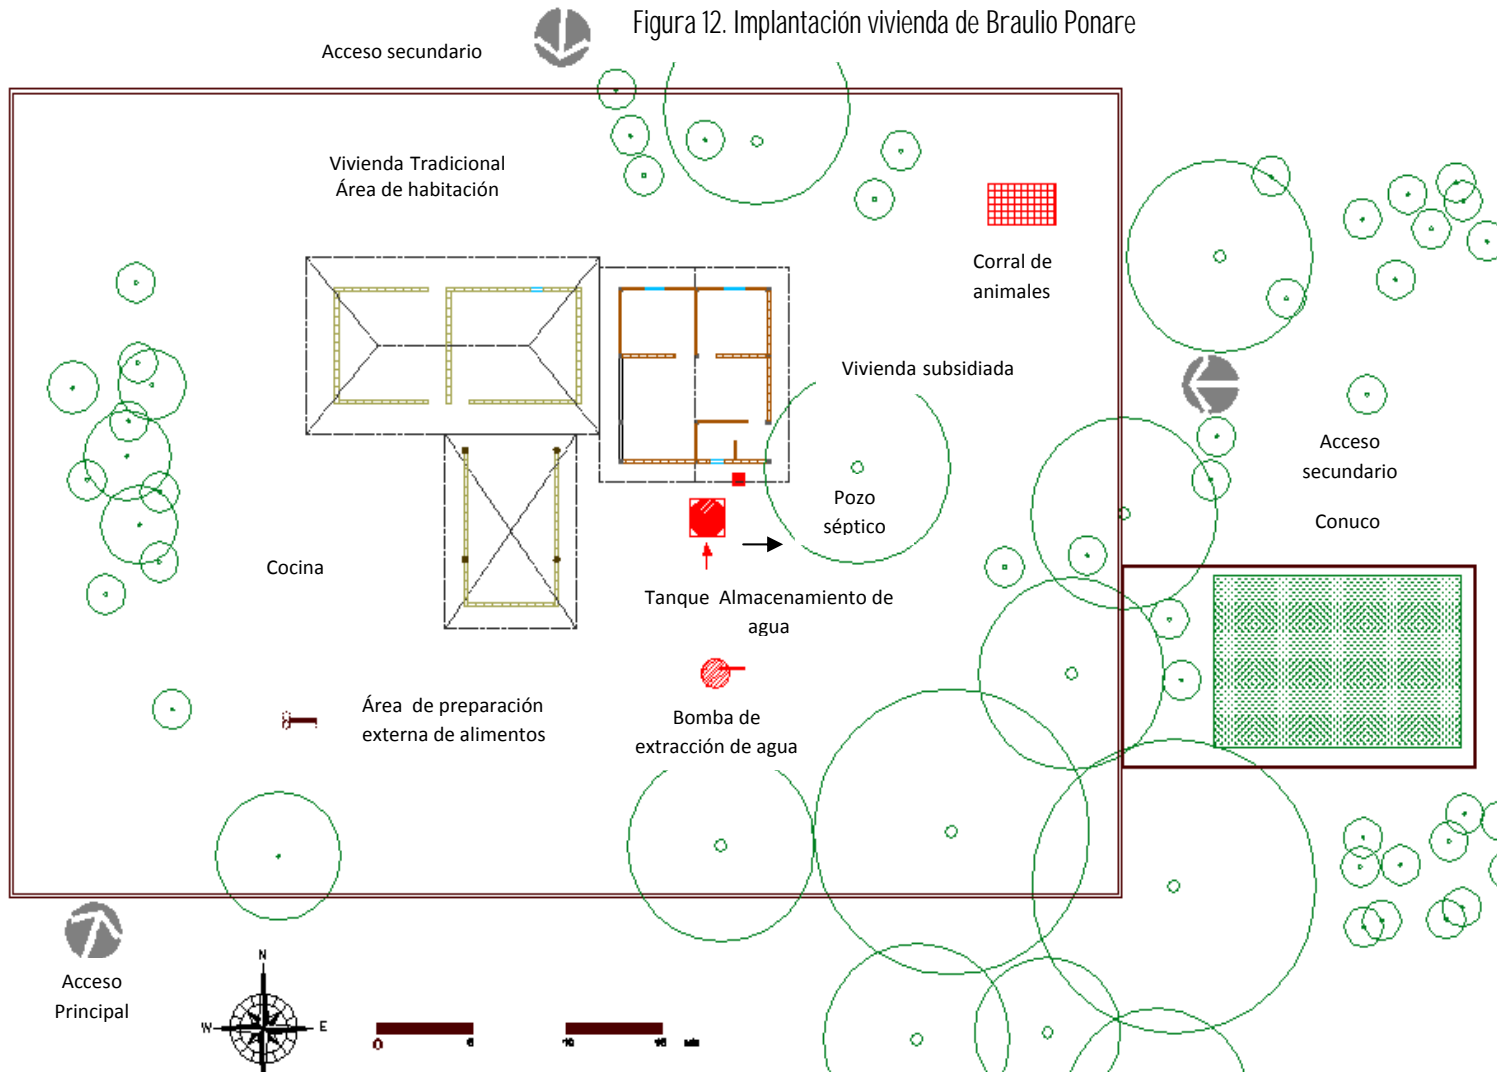 Figura 12. Implantación vivienda de Braulio Ponare
Acceso secundario
Vivienda Tradicional
Área de habitación
Corral de
animales
Vivienda subsidiada
Acceso
secundario
Pozo
séptico
Conuco
Cocina
Tanque Almacenamiento de
agua
Área de preparación
externa de alimentos
Bomba de
extracción de agua
Acceso
Principal
N
W
E
0
10